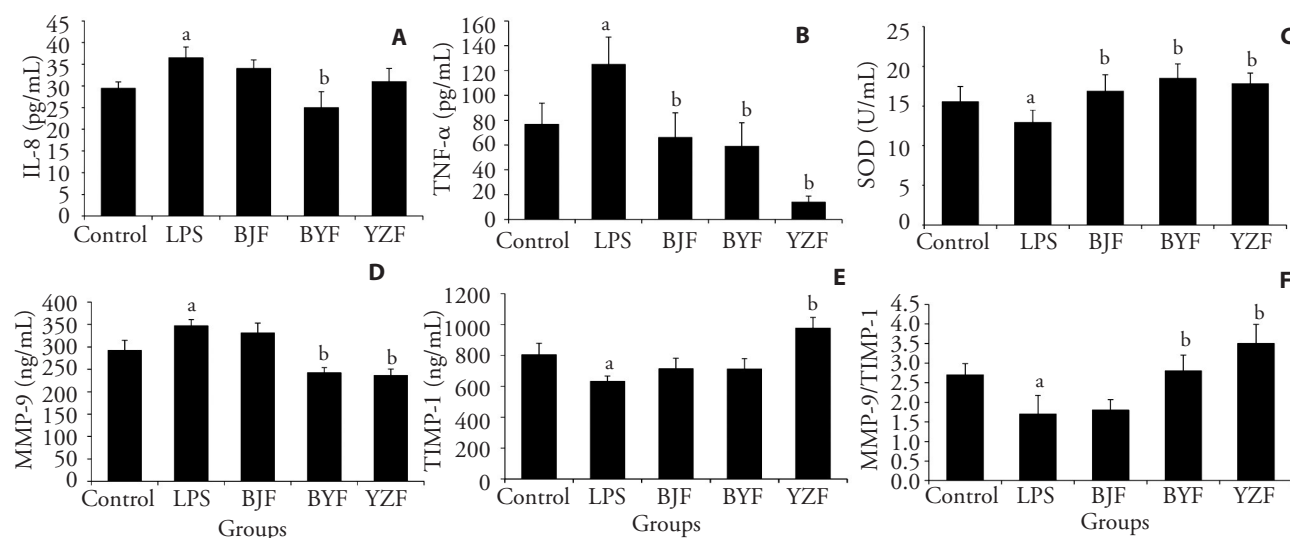 A
IL-8 (pg/mL)
45
40
35
30
25
20
15
10
5
0
a
b
Control LPS BJF BYF YZF
B
TNF-α (pg/mL)
160
140
120
100
80
60
40
20
0
a
b
b
b
Control LPS BJF BYF YZF
C
SOD (U/mL)
25
20
15
10
5
0
a
b
b
b
Control LPS BJF BYF YZF
D
MMP-9 (ng/mL)
400
350
300
250
200
150
100
50
0
a
b
b
Control LPS BJF BYF YZF
Groups
E
TIMP-1 (ng/mL)
1200
1000
800
600
400
200
0
a
b
Control LPS BJF BYF YZF
Groups
F
MMP-9/TIMP-1
4.5
4.0
3.5
3.0
2.5
2.0
1.5
1.0
0.5
0.0
a
b
b
Control LPS BJF BYF YZF
Groups